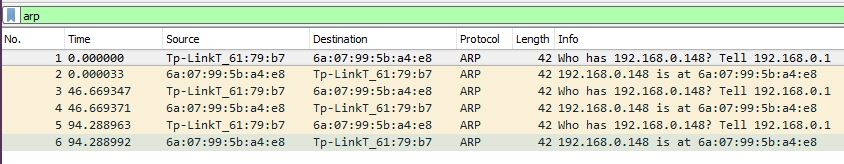 arp
No. Time Source Destination Protocol Length Info
1 0.000000 Tp-LinkT_61:79:b7 6a:07:99:5b:a4:e8 ARP 42 Who has 192.168.0.148? Tell 192.168.0.1
2 0.000033 6a:07:99:5b:a4:e8 Tp-LinkT_61:79:b7 ARP 42 192.168.0.148 is at 6a:07:99:5b:a4:e8
3 46.669347 Tp-LinkT_61:79:b7 6a:07:99:5b:a4:e8 ARP 42 Who has 192.168.0.148? Tell 192.168.0.1
4 46.669371 6a:07:99:5b:a4:e8 Tp-LinkT_61:79:b7 ARP 42 192.168.0.148 is at 6a:07:99:5b:a4:e8
5 94.288963 Tp-LinkT_61:79:b7 6a:07:99:5b:a4:e8 ARP 42 Who has 192.168.0.148? Tell 192.168.0.1
6 94.288992 6a:07:99:5b:a4:e8 Tp-LinkT_61:79:b7 ARP 42 192.168.0.148 is at 6a:07:99:5b:a4:e8